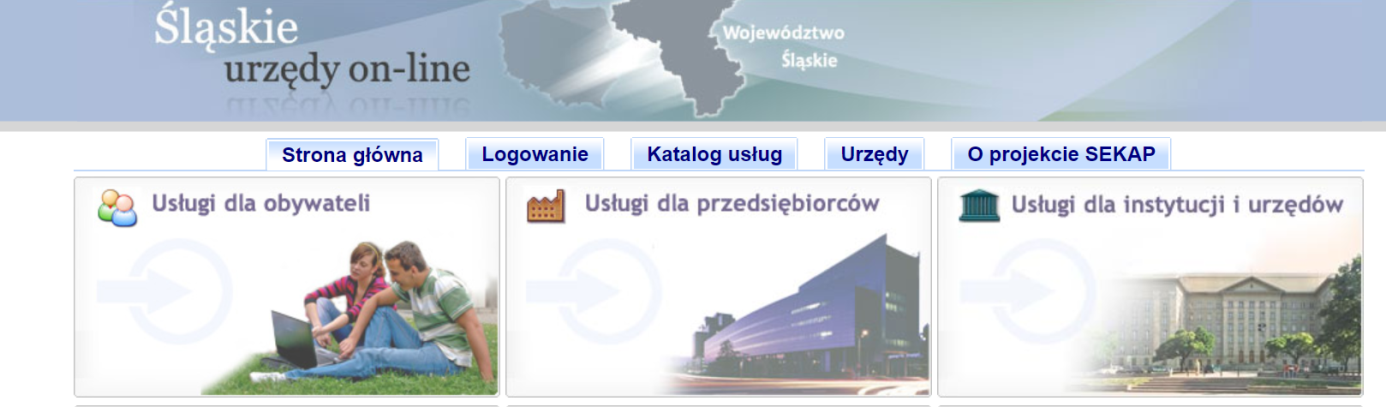 Śląskie
urzędy on-line
Województwo
Śląskie
Strona główna
Logowanie
Katalog usług
Urzędy
O projekcie SEKAP
Usługi dla obywateli
Usługi dla przedsiębiorców
Usługi dla instytucji i urzędów